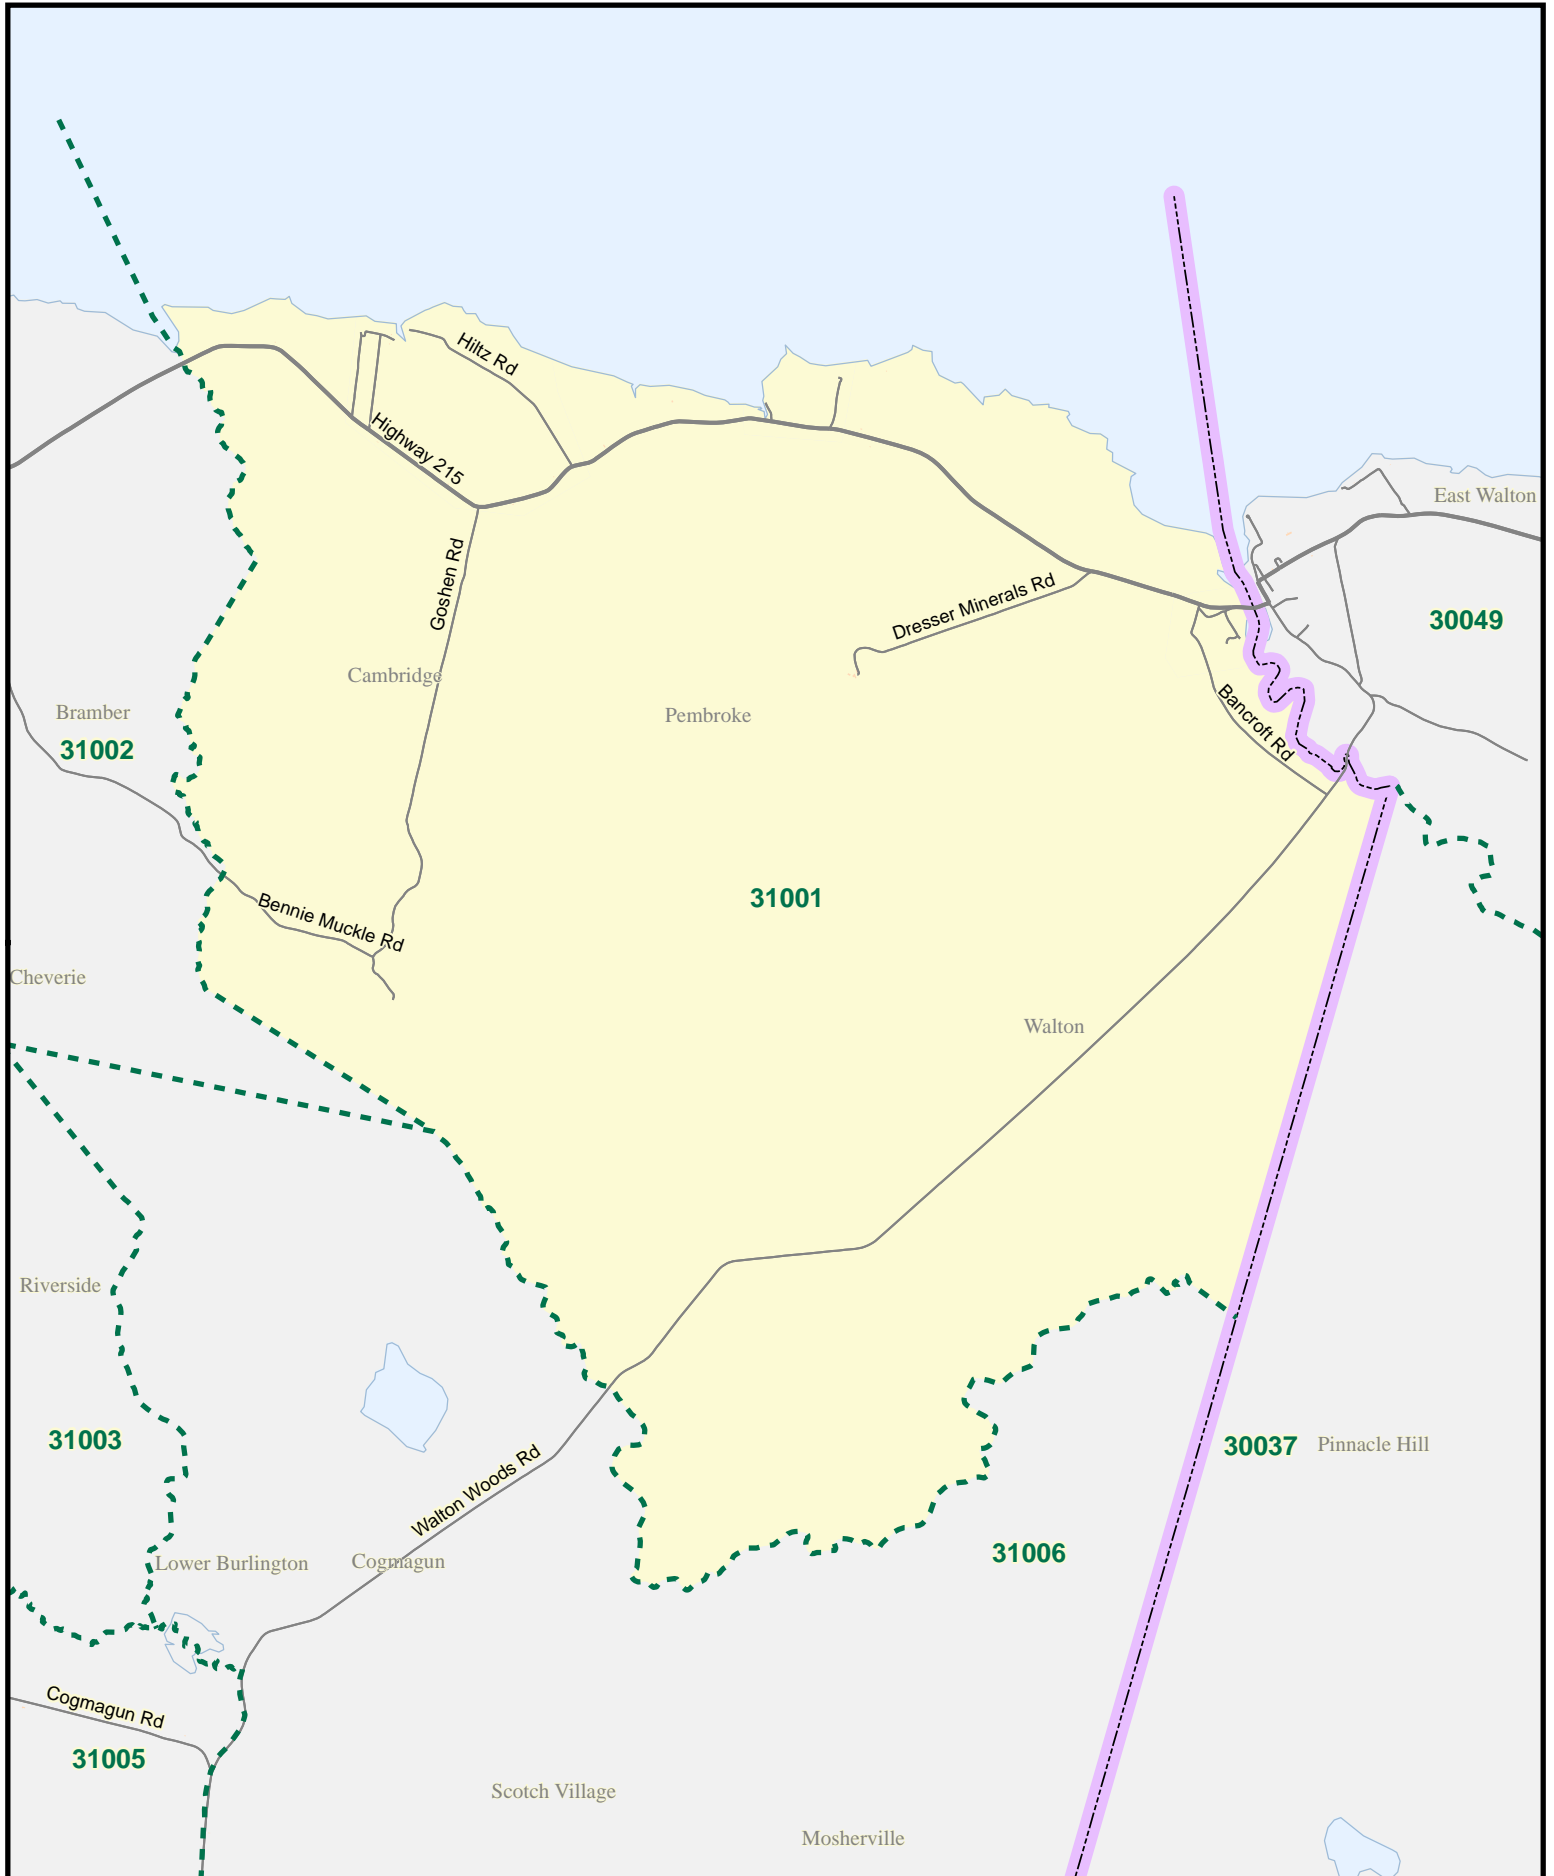 Hiltz Rd
Highway 215
East Walton
Goshen Rd
Dresser Minerals Rd
30049
Cambridge
Bramber
Pembroke
Bancroft Rd
31002
31001
Bennie Muckle Rd
Cheverie
Walton
Riverside
31003
30037
Pinnacle Hill
Walton Woods Rd
31006
Lower Burlington
Cogmagun
Cogmagun Rd
31005
Scotch Village
Mosherville